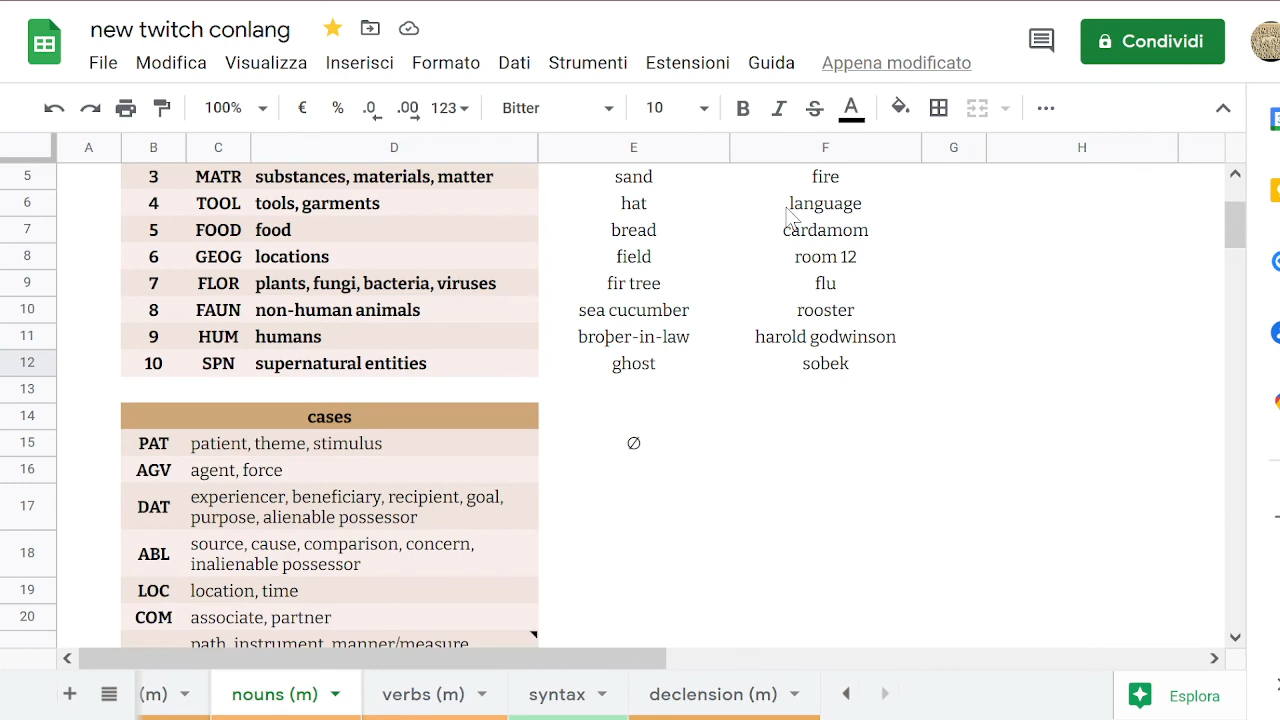 new twitch conlang
Condividi
File Modifica Visualizza Inserisci Formato Dati Strumenti Estensioni Guida Appena modificato
100% € % .0 .00 123 Bitter 10 B I S A
A B C D E F G H
5 3 MATR substances, materials, matter sand fire
6 4 TOOL tools, garments hat language
7 5 FOOD food bread cardamom
8 6 GEOG locations field room 12
9 7 FLOR plants, fungi, bacteria, viruses fir tree flu
10 8 FAUN non-human animals sea cucumber rooster
11 9 HUM humans broþer-in-law harold godwinson
12 10 SPN supernatural entities ghost sobek
13
14 cases
15 PAT patient, theme, stimulus ∅
16 AGV agent, force
17 DAT experiencer, beneficiary, recipient, goal,
purpose, alienable possessor
18 ABL source, cause, comparison, concern,
inalienable possessor
19 LOC location, time
20 COM associate, partner
path, instrument, manner/measure
(m) nouns (m) verbs (m) syntax declension (m) Esplora